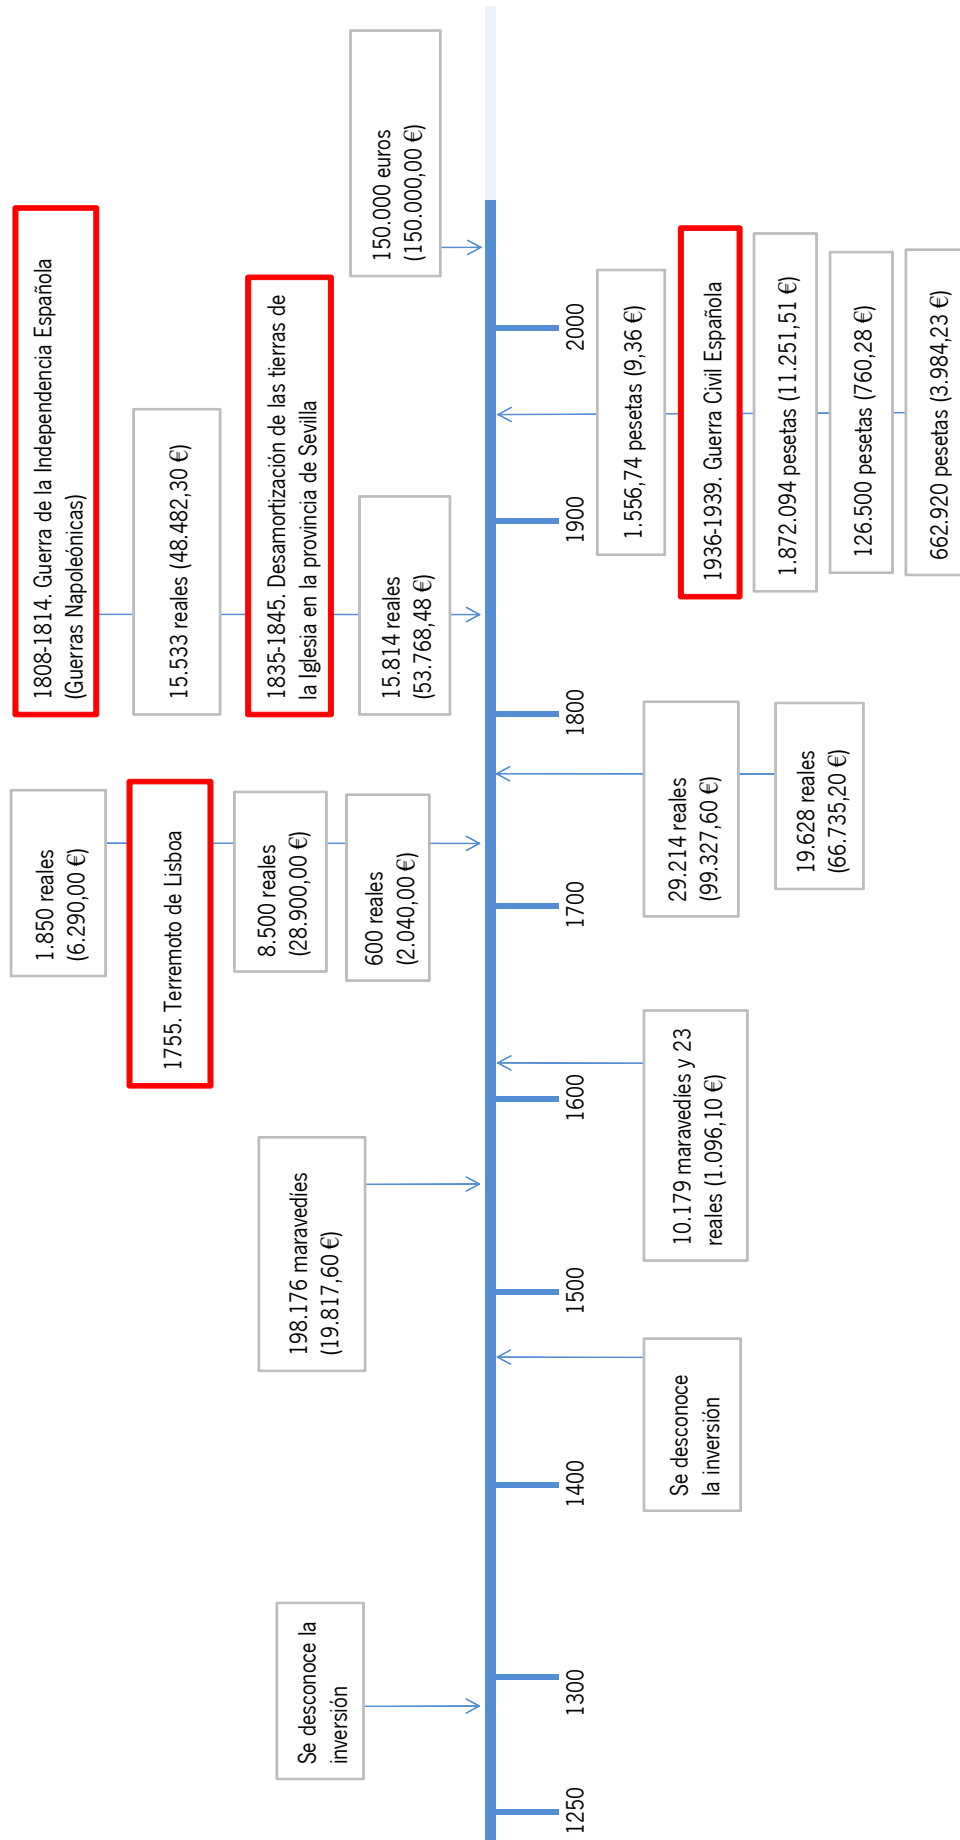 1808-1814. Guerra de la Independencia Española
(Guerras Napoleónicas)
15.533 reales (48.482,30 €)
1835-1845. Desamortización de las tierras de
la Iglesia en la provincia de Sevilla
15.814 reales
(53.768,48 €)
150.000 euros
(150.000,00 €)
1.850 reales
(6.290,00 €)
1755. Terremoto de Lisboa
8.500 reales
(28.900,00 €)
600 reales
(2.040,00 €)
198.176 maravedíes
(19.817,60 €)
Se desconoce la
inversión
1250
1300
1400
1500
1600
1700
1800
1900
2000
Se desconoce
la inversión
10.179 maravedíes y 23
reales (1.096,10 €)
29.214 reales
(99.327,60 €)
19.628 reales
(66.735,20 €)
1.556,74 pesetas (9,36 €)
1936-1939. Guerra Civil Española
1.872.094 pesetas (11.251,51 €)
126.500 pesetas (760,28 €)
662.920 pesetas (3.984,23 €)